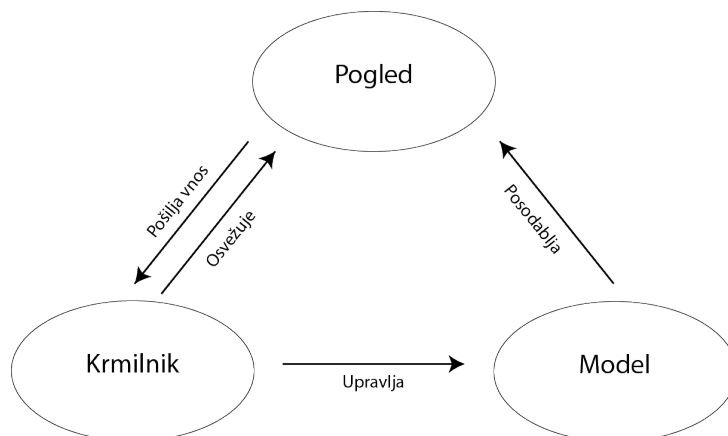 Pogled
Pošilja vnos
Osvežuje
Posodablja
Krmilnik
Upravlja
Model